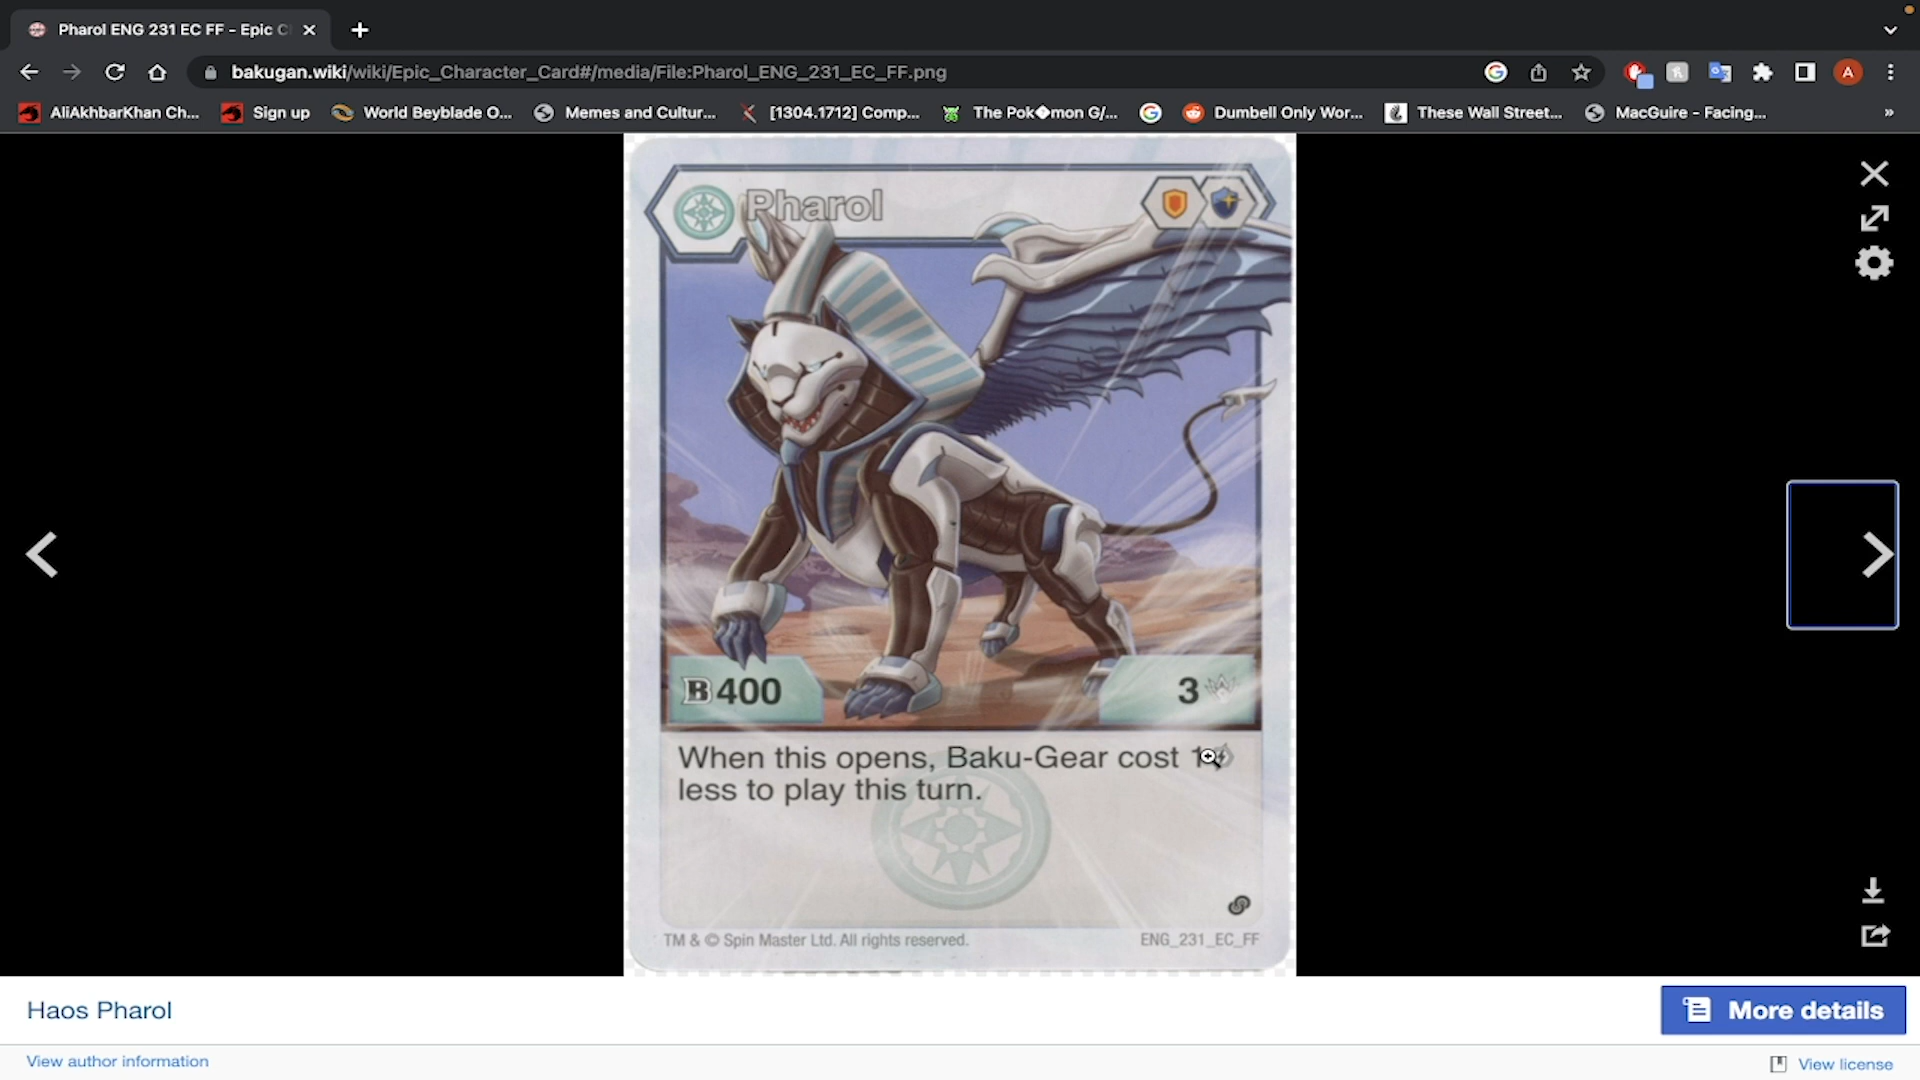 Pharol ENG 231 EC FF - Epic C
bakugan.wiki/wiki/Epic_Character_Card#/media/File:Pharol_ENG_231_EC_FF.png
A
AliAkhbarKhan Ch...
Sign up
World Beyblade O...
Memes and Cultur...
[1304.1712] Comp...
The Pok�mon G/...
Dumbell Only Wor...
These Wall Street...
MacGuire - Facing...
»
Pharol
B 400
3
When this opens, Baku-Gear cost 1
less to play this turn.
TM & © Spin Master Ltd. All rights reserved.
ENG_231_EC_FF
Haos Pharol
More details
View author information
View license